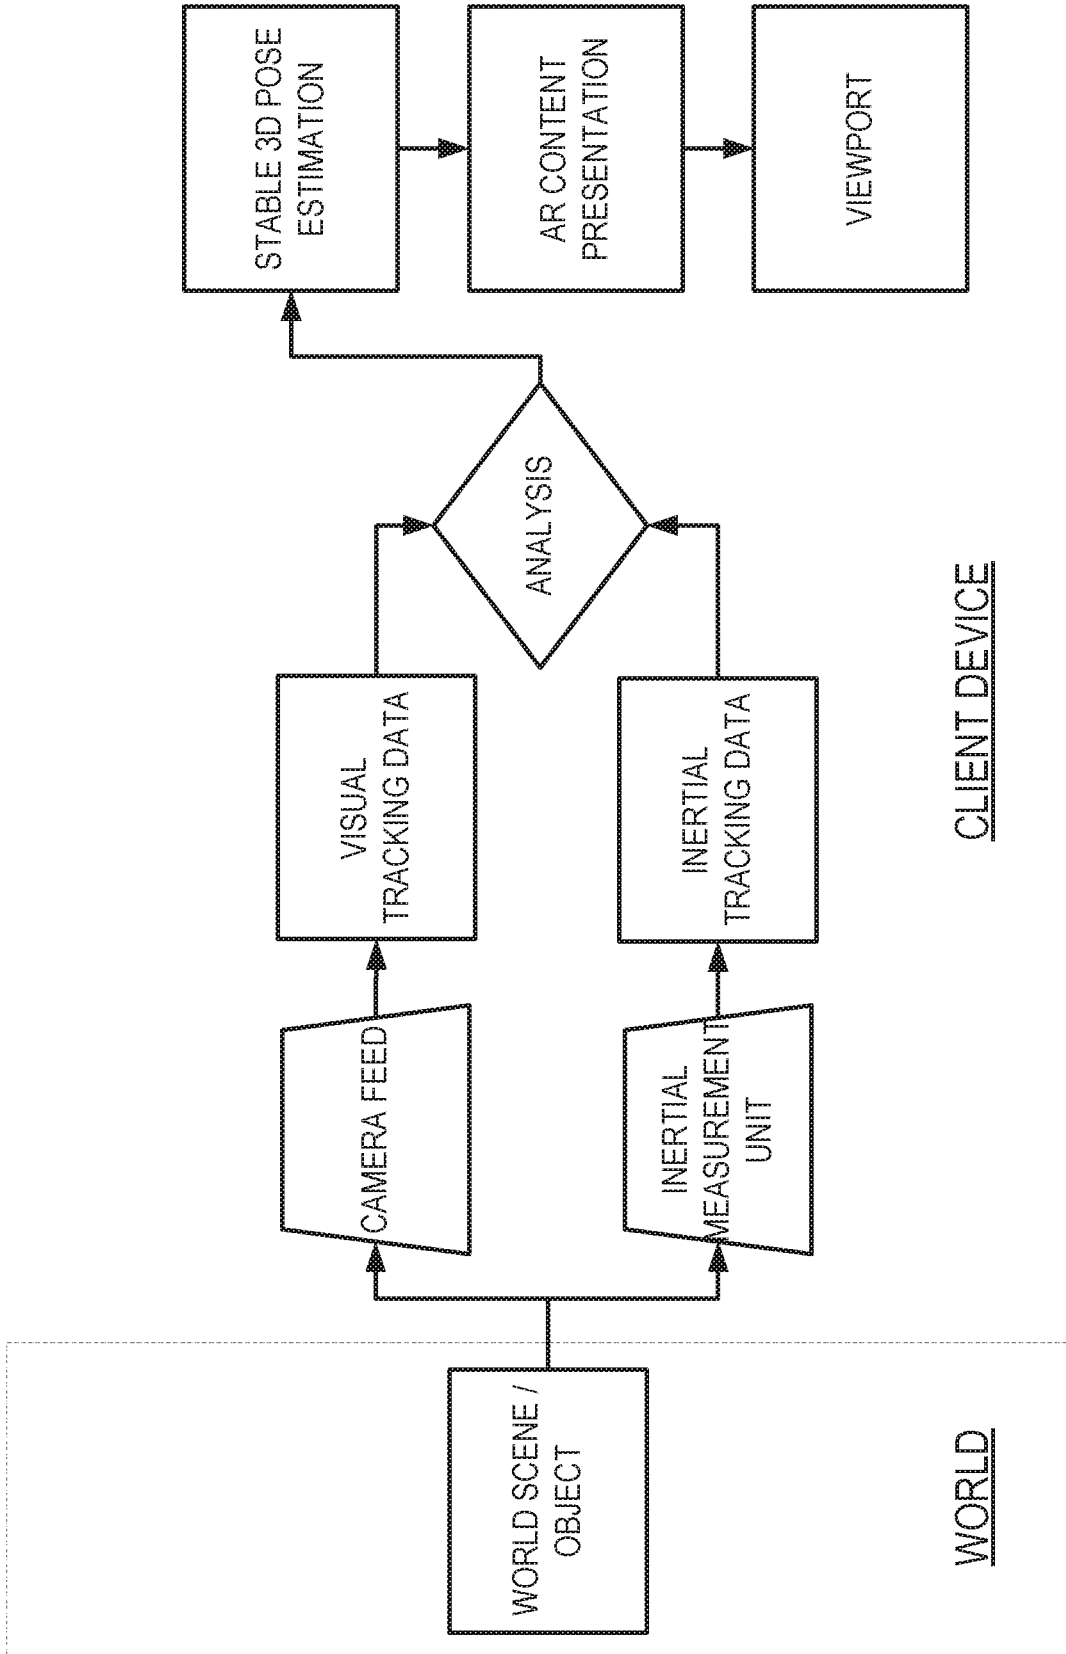 WORLD SCENE /
OBJECT
CAMERA FEED
INERTIAL
MEASUREMENT
UNIT
VISUAL
TRACKING DATA
INERTIAL
TRACKING DATA
ANALYSIS
STABLE 3D POSE
ESTIMATION
AR CONTENT
PRESENTATION
VIEWPORT
WORLD
CLIENT DEVICE